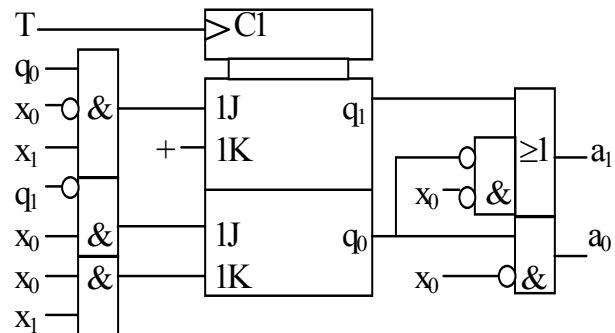 T C1
q₀
x₀ & 1J q₁
x₁ + 1K ≥1 a₁
q₁ x₀ &
x₀ & 1J q₀ a₀
x₀ & 1K x₀ &
x₁